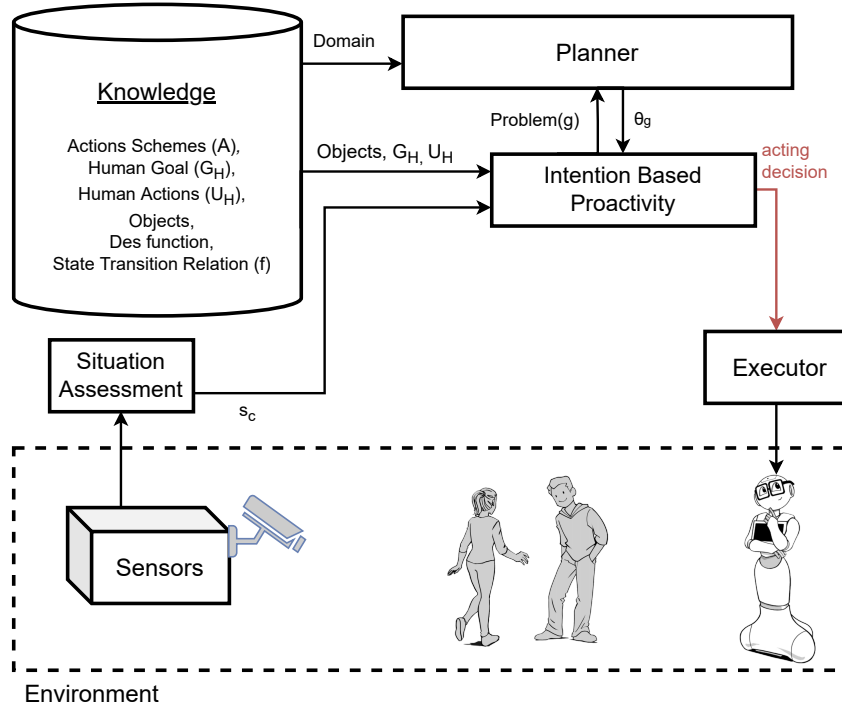 Domain
Planner
Knowledge
Problem(g)
θg
Actions Schemes (A),
Human Goal (GH),
Human Actions (UH),
Objects,
Des function,
State Transition Relation (f)
Objects, GH, UH
Intention Based
Proactivity
acting
decision
Situation
Assessment
sc
Executor
Sensors
Environment